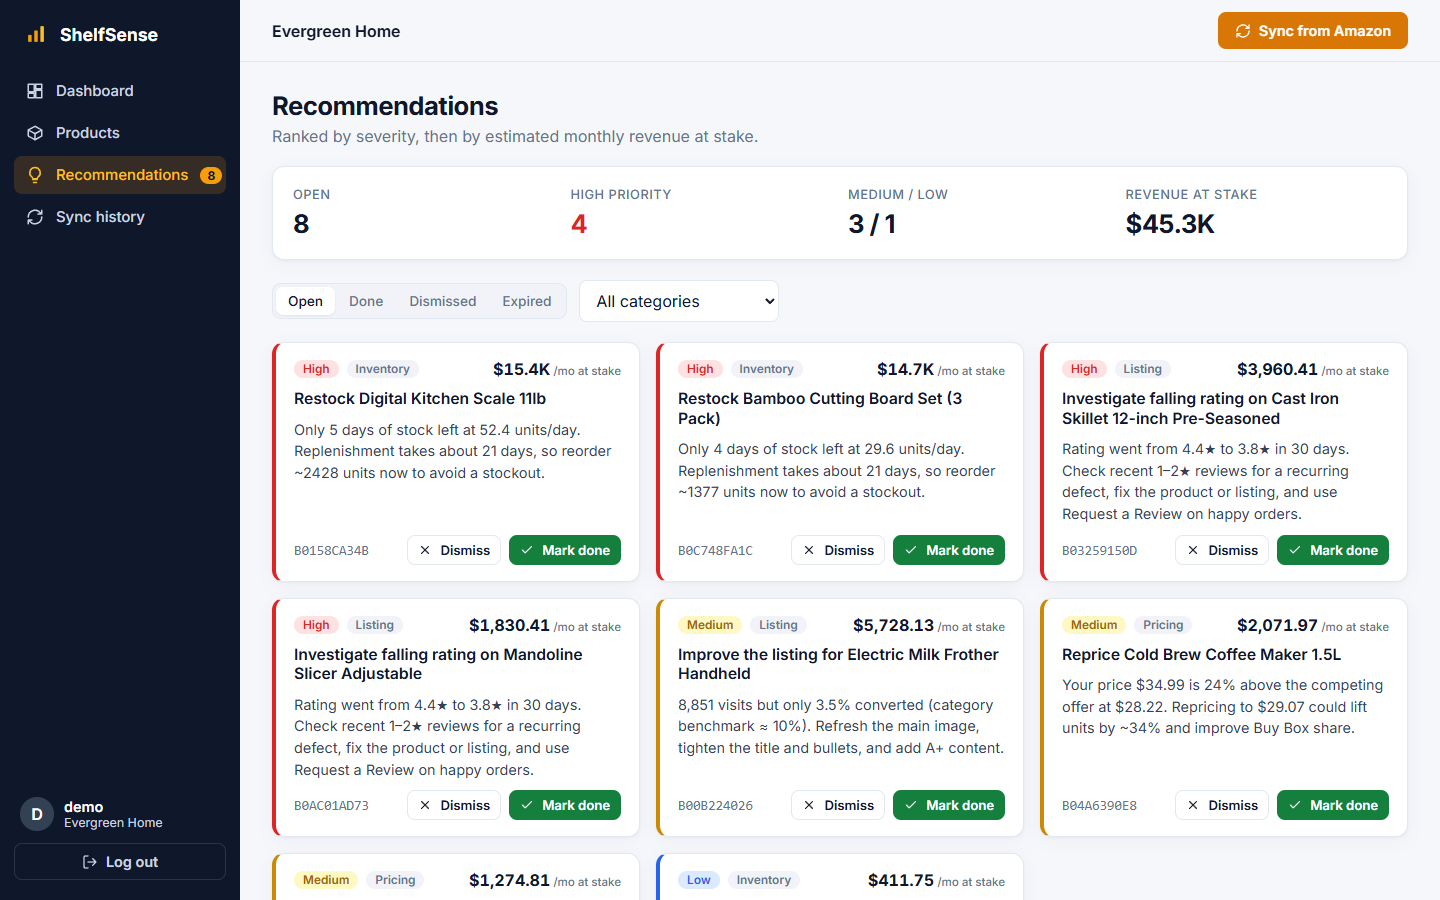 ShelfSense
Dashboard
Products
Recommendations 8
Sync history
demo
D
Evergreen Home
Log out
Evergreen Home
Sync from Amazon
Recommendations
Ranked by severity, then by estimated monthly revenue at stake.
OPEN
8
HIGH PRIORITY
4
MEDIUM / LOW
3 / 1
REVENUE AT STAKE
$45.3K
Open Done Dismissed Expired
All categories
High Inventory $15.4K /mo at stake
Restock Digital Kitchen Scale 11lb
Only 5 days of stock left at 52.4 units/day.
Replenishment takes about 21 days, so reorder
~2428 units now to avoid a stockout.
B0158CA34B Dismiss Mark done
High Inventory $14.7K /mo at stake
Restock Bamboo Cutting Board Set (3
Pack)
Only 4 days of stock left at 29.6 units/day.
Replenishment takes about 21 days, so reorder
~1377 units now to avoid a stockout.
B0C748FA1C Dismiss Mark done
High Listing $3,960.41 /mo at stake
Investigate falling rating on Cast Iron
Skillet 12-inch Pre-Seasoned
Rating went from 4.4★ to 3.8★ in 30 days.
Check recent 1–2★ reviews for a recurring
defect, fix the product or listing, and use
Request a Review on happy orders.
B03259150D Dismiss Mark done
High Listing $1,830.41 /mo at stake
Investigate falling rating on Mandoline
Slicer Adjustable
Rating went from 4.4★ to 3.8★ in 30 days.
Check recent 1–2★ reviews for a recurring
defect, fix the product or listing, and use
Request a Review on happy orders.
B0AC01AD73 Dismiss Mark done
Medium Listing $5,728.13 /mo at stake
Improve the listing for Electric Milk Frother
Handheld
8,851 visits but only 3.5% converted (category
benchmark ≈ 10%). Refresh the main image,
tighten the title and bullets, and add A+ content.
B00B224026 Dismiss Mark done
Medium Pricing $2,071.97 /mo at stake
Reprice Cold Brew Coffee Maker 1.5L
Your price $34.99 is 24% above the competing
offer at $28.22. Repricing to $29.07 could lift
units by ~34% and improve Buy Box share.
B04A6390E8 Dismiss Mark done
Medium Pricing $1,274.81 /mo at stake
Low Inventory $411.75 /mo at stake